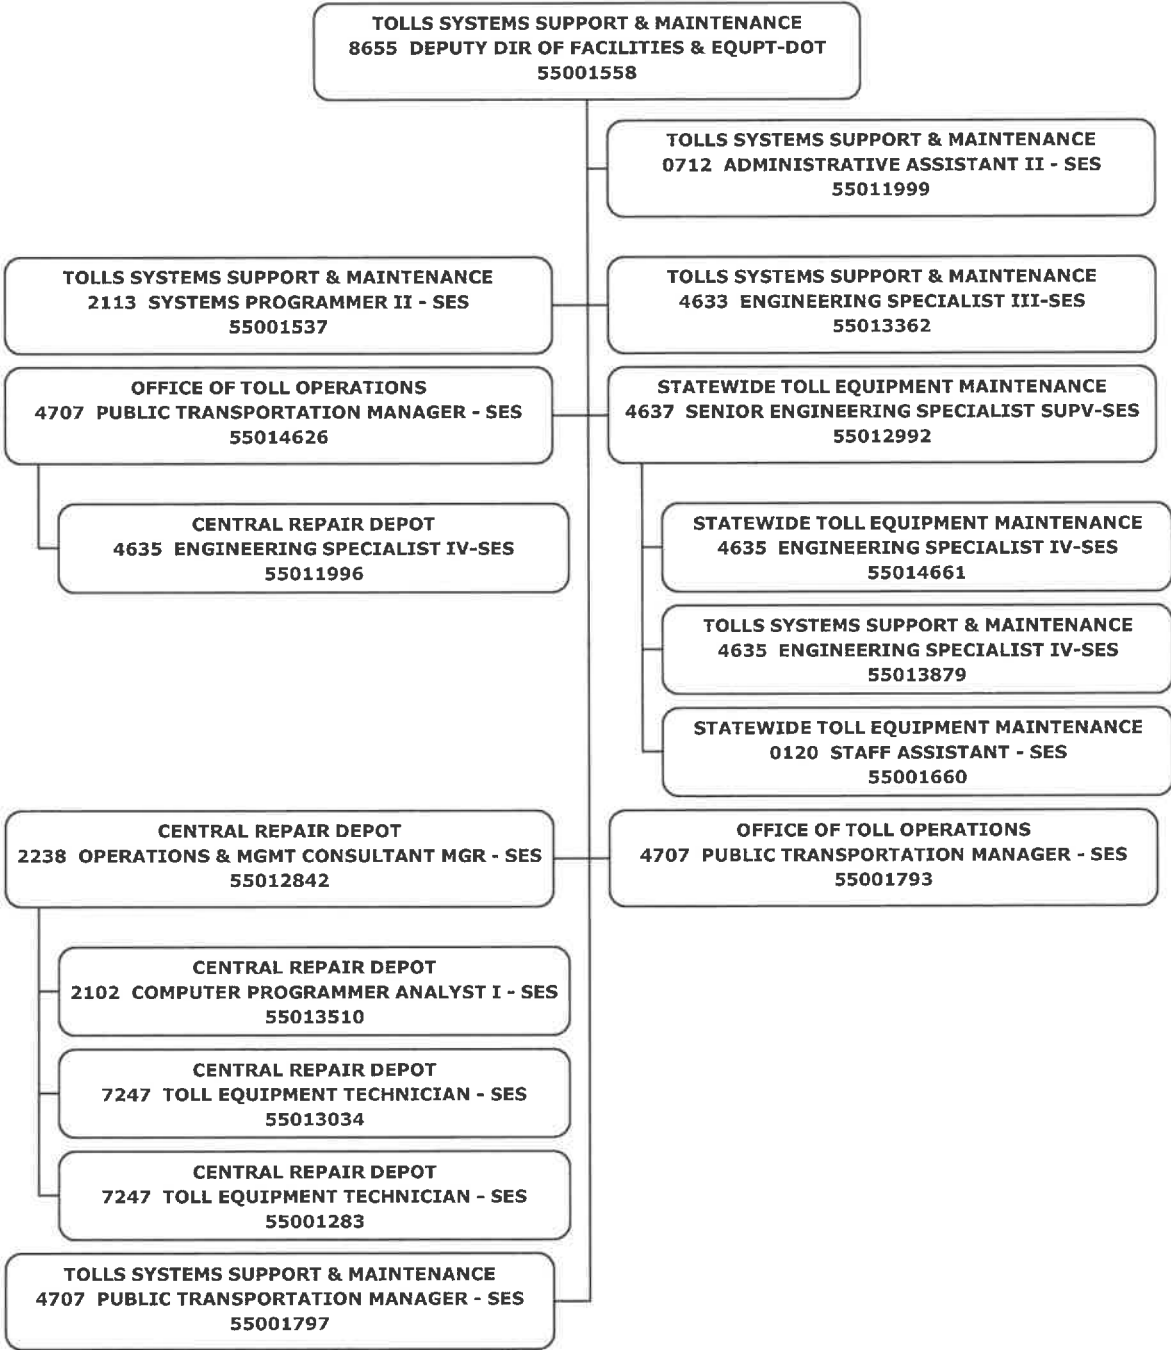 TOLLS SYSTEMS SUPPORT & MAINTENANCE
8655 DEPUTY DIR OF FACILITIES & EQUPT-DOT
55001558
TOLLS SYSTEMS SUPPORT & MAINTENANCE
0712 ADMINISTRATIVE ASSISTANT II - SES
55011999
TOLLS SYSTEMS SUPPORT & MAINTENANCE
2113 SYSTEMS PROGRAMMER II - SES
55001537
TOLLS SYSTEMS SUPPORT & MAINTENANCE
4633 ENGINEERING SPECIALIST III-SES
55013362
OFFICE OF TOLL OPERATIONS
4707 PUBLIC TRANSPORTATION MANAGER - SES
55014626
STATEWIDE TOLL EQUIPMENT MAINTENANCE
4637 SENIOR ENGINEERING SPECIALIST SUPV-SES
55012992
CENTRAL REPAIR DEPOT
4635 ENGINEERING SPECIALIST IV-SES
55011996
STATEWIDE TOLL EQUIPMENT MAINTENANCE
4635 ENGINEERING SPECIALIST IV-SES
55014661
TOLLS SYSTEMS SUPPORT & MAINTENANCE
4635 ENGINEERING SPECIALIST IV-SES
55013879
STATEWIDE TOLL EQUIPMENT MAINTENANCE
0120 STAFF ASSISTANT - SES
55001660
CENTRAL REPAIR DEPOT
2238 OPERATIONS & MGMT CONSULTANT MGR - SES
55012842
OFFICE OF TOLL OPERATIONS
4707 PUBLIC TRANSPORTATION MANAGER - SES
55001793
CENTRAL REPAIR DEPOT
2102 COMPUTER PROGRAMMER ANALYST I - SES
55013510
CENTRAL REPAIR DEPOT
7247 TOLL EQUIPMENT TECHNICIAN - SES
55013034
CENTRAL REPAIR DEPOT
7247 TOLL EQUIPMENT TECHNICIAN - SES
55001283
TOLLS SYSTEMS SUPPORT & MAINTENANCE
4707 PUBLIC TRANSPORTATION MANAGER - SES
55001797